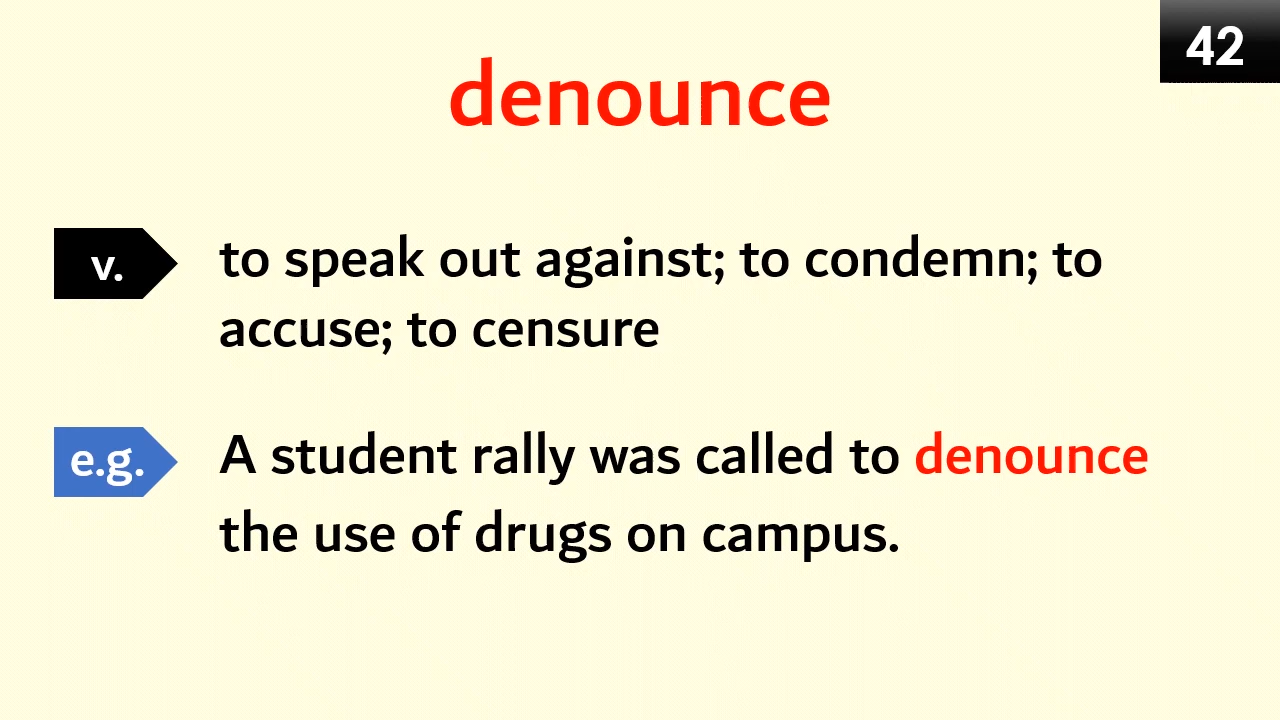 42
denounce
v.
to speak out against; to condemn; to
accuse; to censure
e.g.
A student rally was called to denounce
the use of drugs on campus.